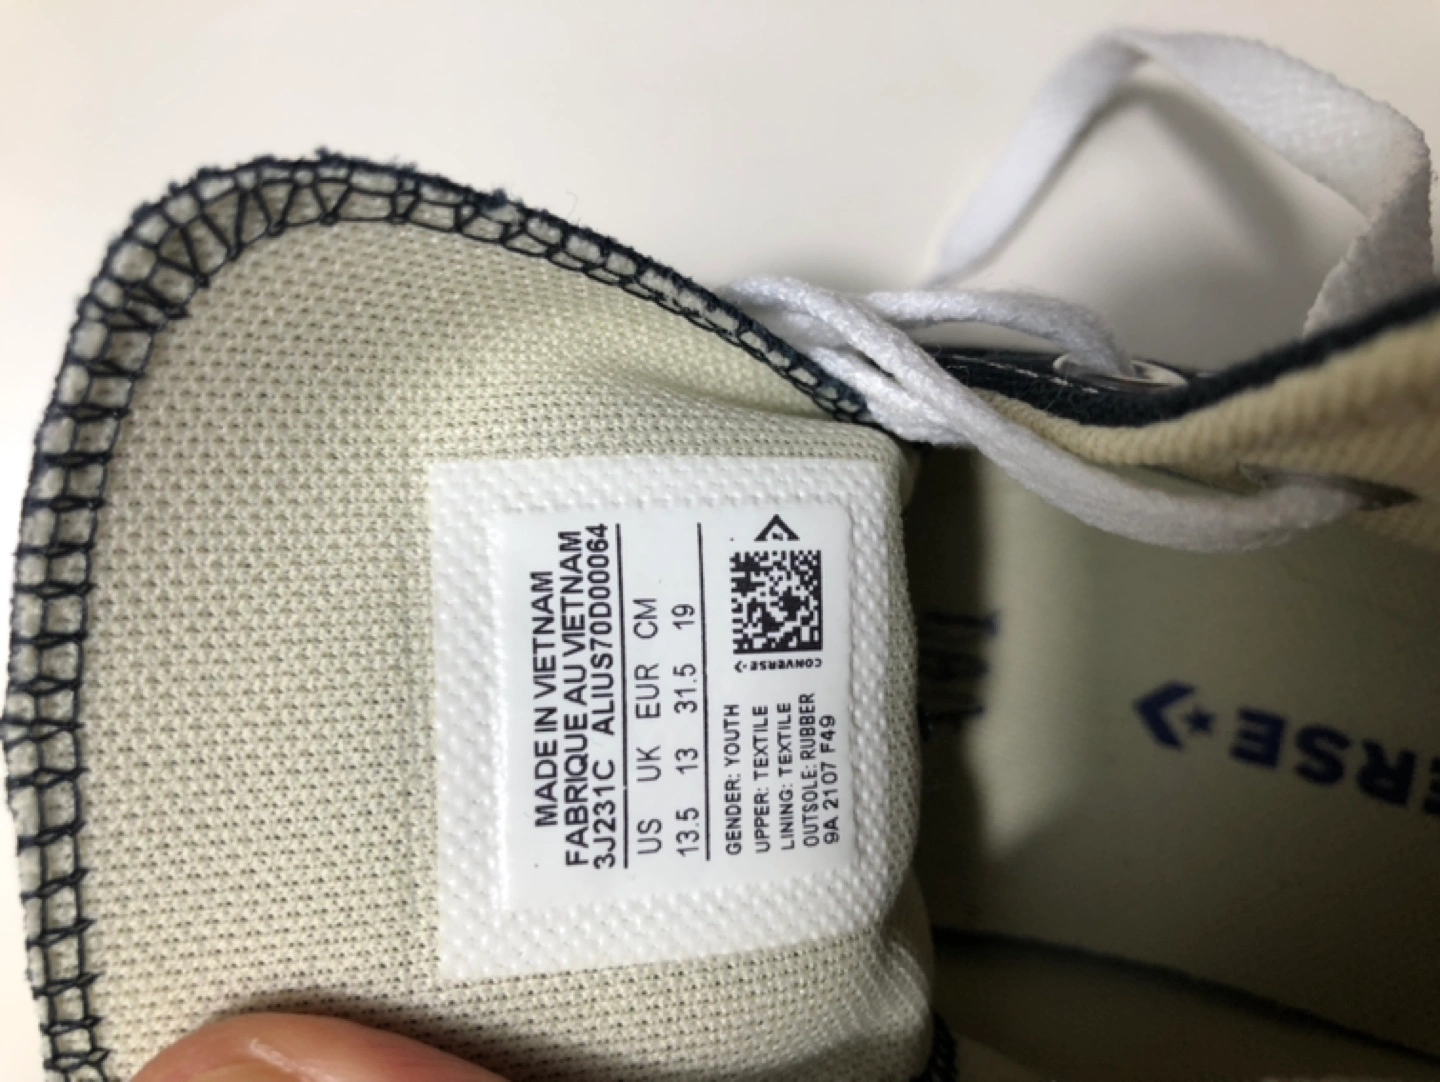 MADE IN VIETNAM
FABRIQUE AU VIETNAM
3J231C ALIUS70D00064
US UK EUR CM
13.5 13 31.5 19
GENDER: YOUTH
UPPER: TEXTILE
LINING: TEXTILE
OUTSOLE: RUBBER
9A 2107 F49
CONVERSE
ERSE